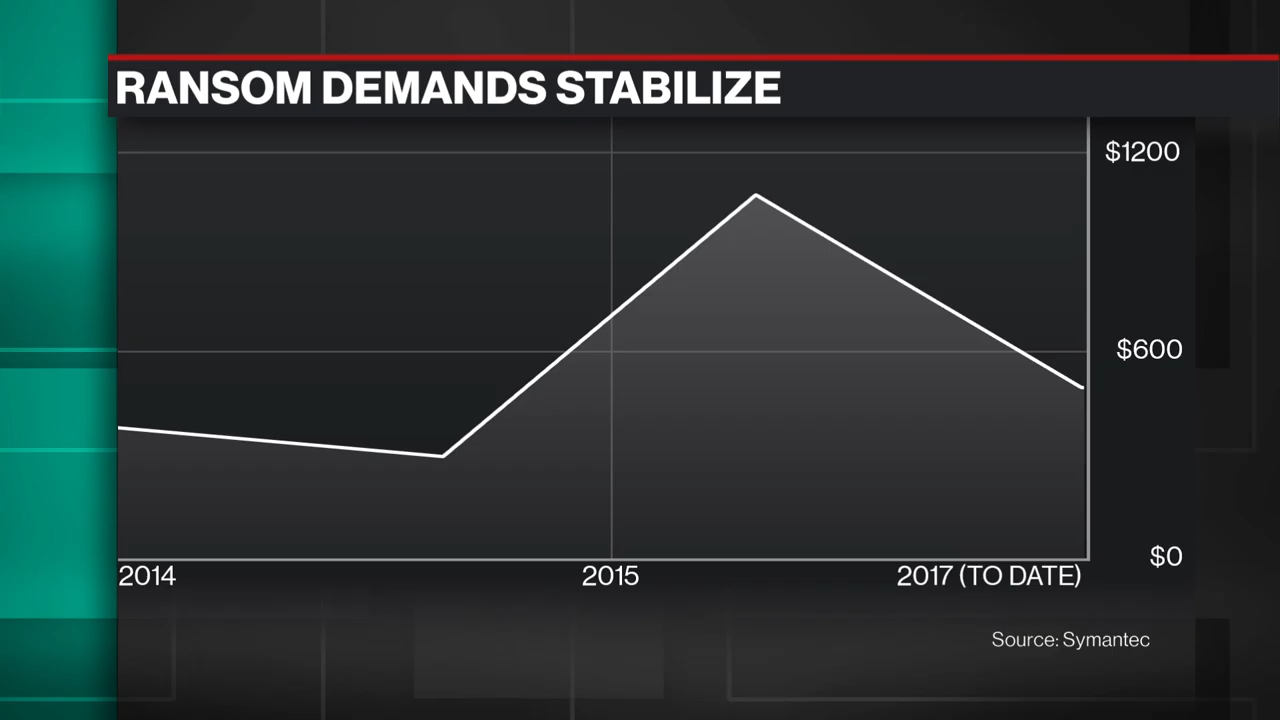 RANSOM DEMANDS STABILIZE
$1200
$600
$0
2014 2015 2017 (TO DATE)
Source: Symantec